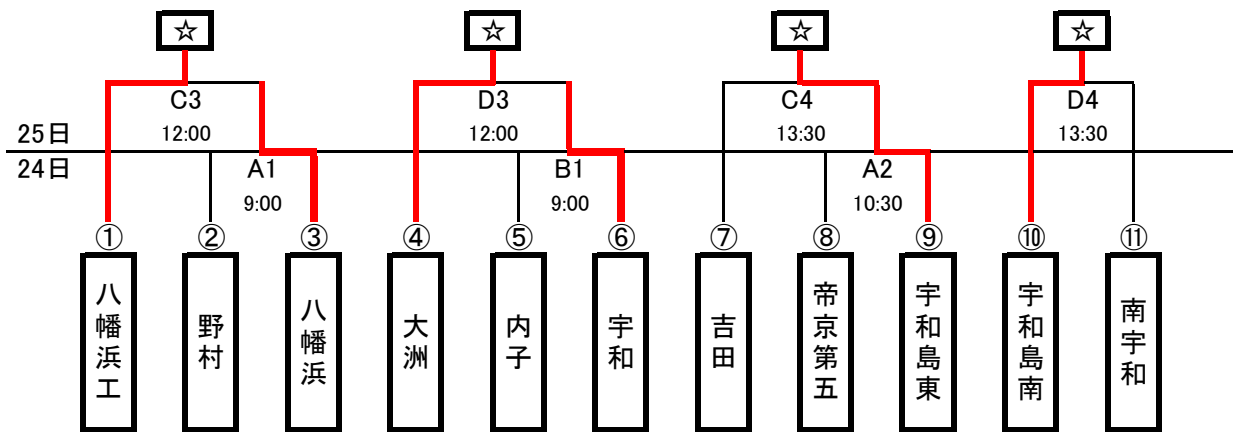 ☆ ☆ ☆ ☆
C3 D3 C4 D4
25日 12:00 12:00 13:30 13:30
24日 A1 B1 A2
9:00 9:00 10:30
① ② ③ ④ ⑤ ⑥ ⑦ ⑧ ⑨ ⑩ ⑪
八幡浜工
野村
八幡浜
大洲
内子
宇和
吉田
帝京第五
宇和島東
宇和島南
南宇和